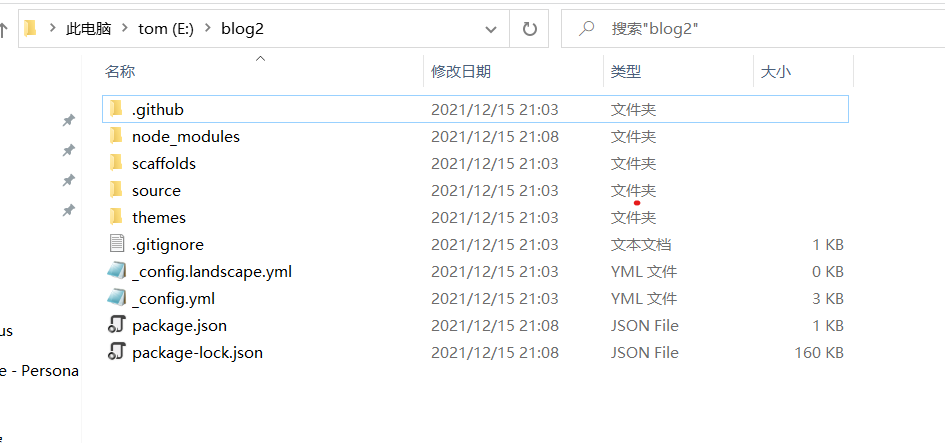 此电脑 tom (E:) blog2 搜索"blog2"
名称 修改日期 类型 大小
.github 2021/12/15 21:03 文件夹
node_modules 2021/12/15 21:08 文件夹
scaffolds 2021/12/15 21:03 文件夹
source 2021/12/15 21:03 文件夹
themes 2021/12/15 21:03 文件夹
.gitignore 2021/12/15 21:03 文本文档 1 KB
_config.landscape.yml 2021/12/15 21:03 YML 文件 0 KB
_config.yml 2021/12/15 21:03 YML 文件 3 KB
package.json 2021/12/15 21:08 JSON File 1 KB
us
package-lock.json 2021/12/15 21:08 JSON File 160 KB
e - Persona